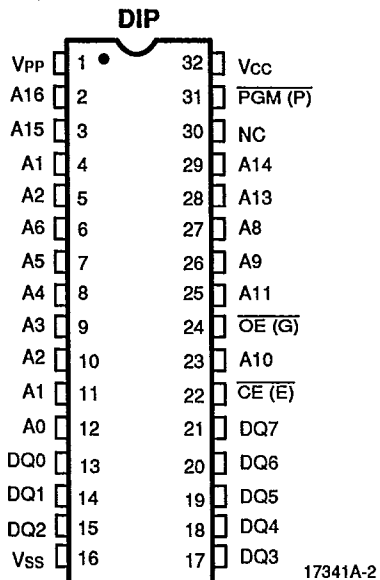 DIP
VPP 1 32 VCC
A16 2 31 PGM (P)
A15 3 30 NC
A1 4 29 A14
A2 5 28 A13
A6 6 27 A8
A5 7 26 A9
A4 8 25 A11
A3 9 24 OE (G)
A2 10 23 A10
A1 11 22 CE (E)
A0 12 21 DQ7
DQ0 13 20 DQ6
DQ1 14 19 DQ5
DQ2 15 18 DQ4
VSS 16 17 DQ3
17341A-2